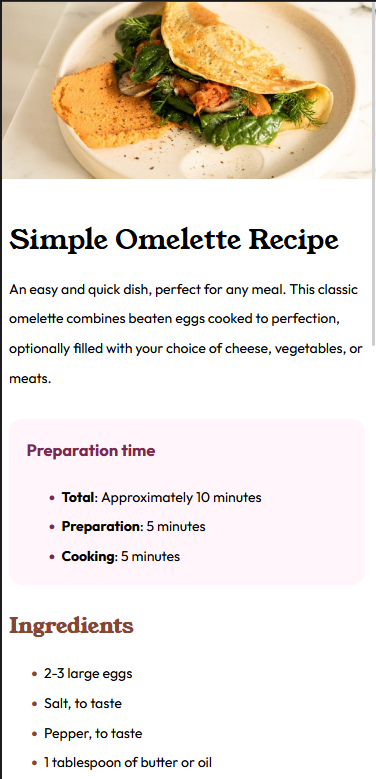 Simple Omelette Recipe
An easy and quick dish, perfect for any meal. This classic
omelette combines beaten eggs cooked to perfection,
optionally filled with your choice of cheese, vegetables, or
meats.
Preparation time
• Total: Approximately 10 minutes
• Preparation: 5 minutes
• Cooking: 5 minutes
Ingredients
• 2-3 large eggs
• Salt, to taste
• Pepper, to taste
• 1 tablespoon of butter or oil